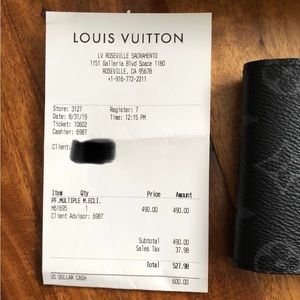 LOUIS VUITTON
LV ROSEVILLE SACRAMENTO
1151 Galleria Blvd Space 1180
ROSEVILLE, CA 95678
+1-916-772-2211
Store: 3127 Register: 7
Date: 8/31/19 Time: 12:15 PM
Ticket: 10602
Cashier: 6987
Client:
Item Qty Price Amount
PF.MULTIPLE M.ECLI.
M61695 1 490.00 490.00
Client Advisor: 6987
Subtotal 490.00
Sales Tax 37.98
Total 527.98
US DOLLAR CASH 600.00